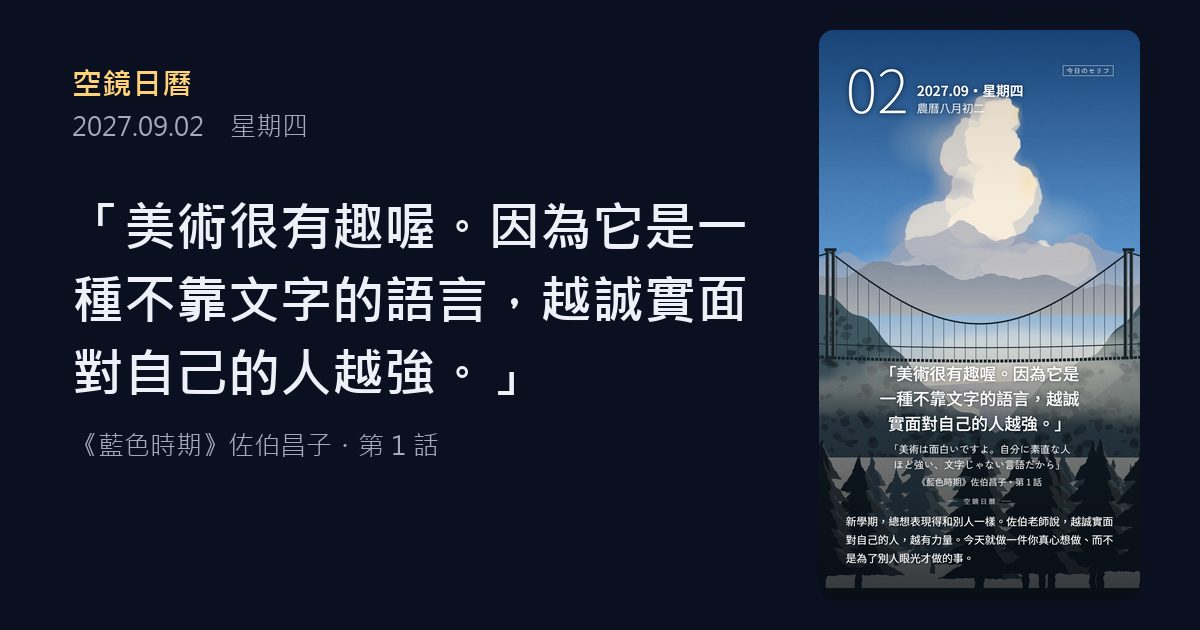 空鏡日曆
2027.09.02 星期四
「美術很有趣喔。因為它是一
種不靠文字的語言，越誠實面
對自己的人越強。」
《藍色時期》佐伯昌子．第 1 話
02
2027.09・星期四
農曆八月初二
今日のセリフ
「美術很有趣喔。因為它是
一種不靠文字的語言，越誠
實面對自己的人越強。」
「美術は面白いですよ。自分に素直な人
ほど強い、文字じゃない言語だから」
《藍色時期》佐伯昌子・第 1 話
空鏡日曆
新學期，總想表現得和別人一樣。佐伯老師說，越誠實面
對自己的人，越有力量。今天就做一件你真心想做、而不
是為了別人眼光才做的事。